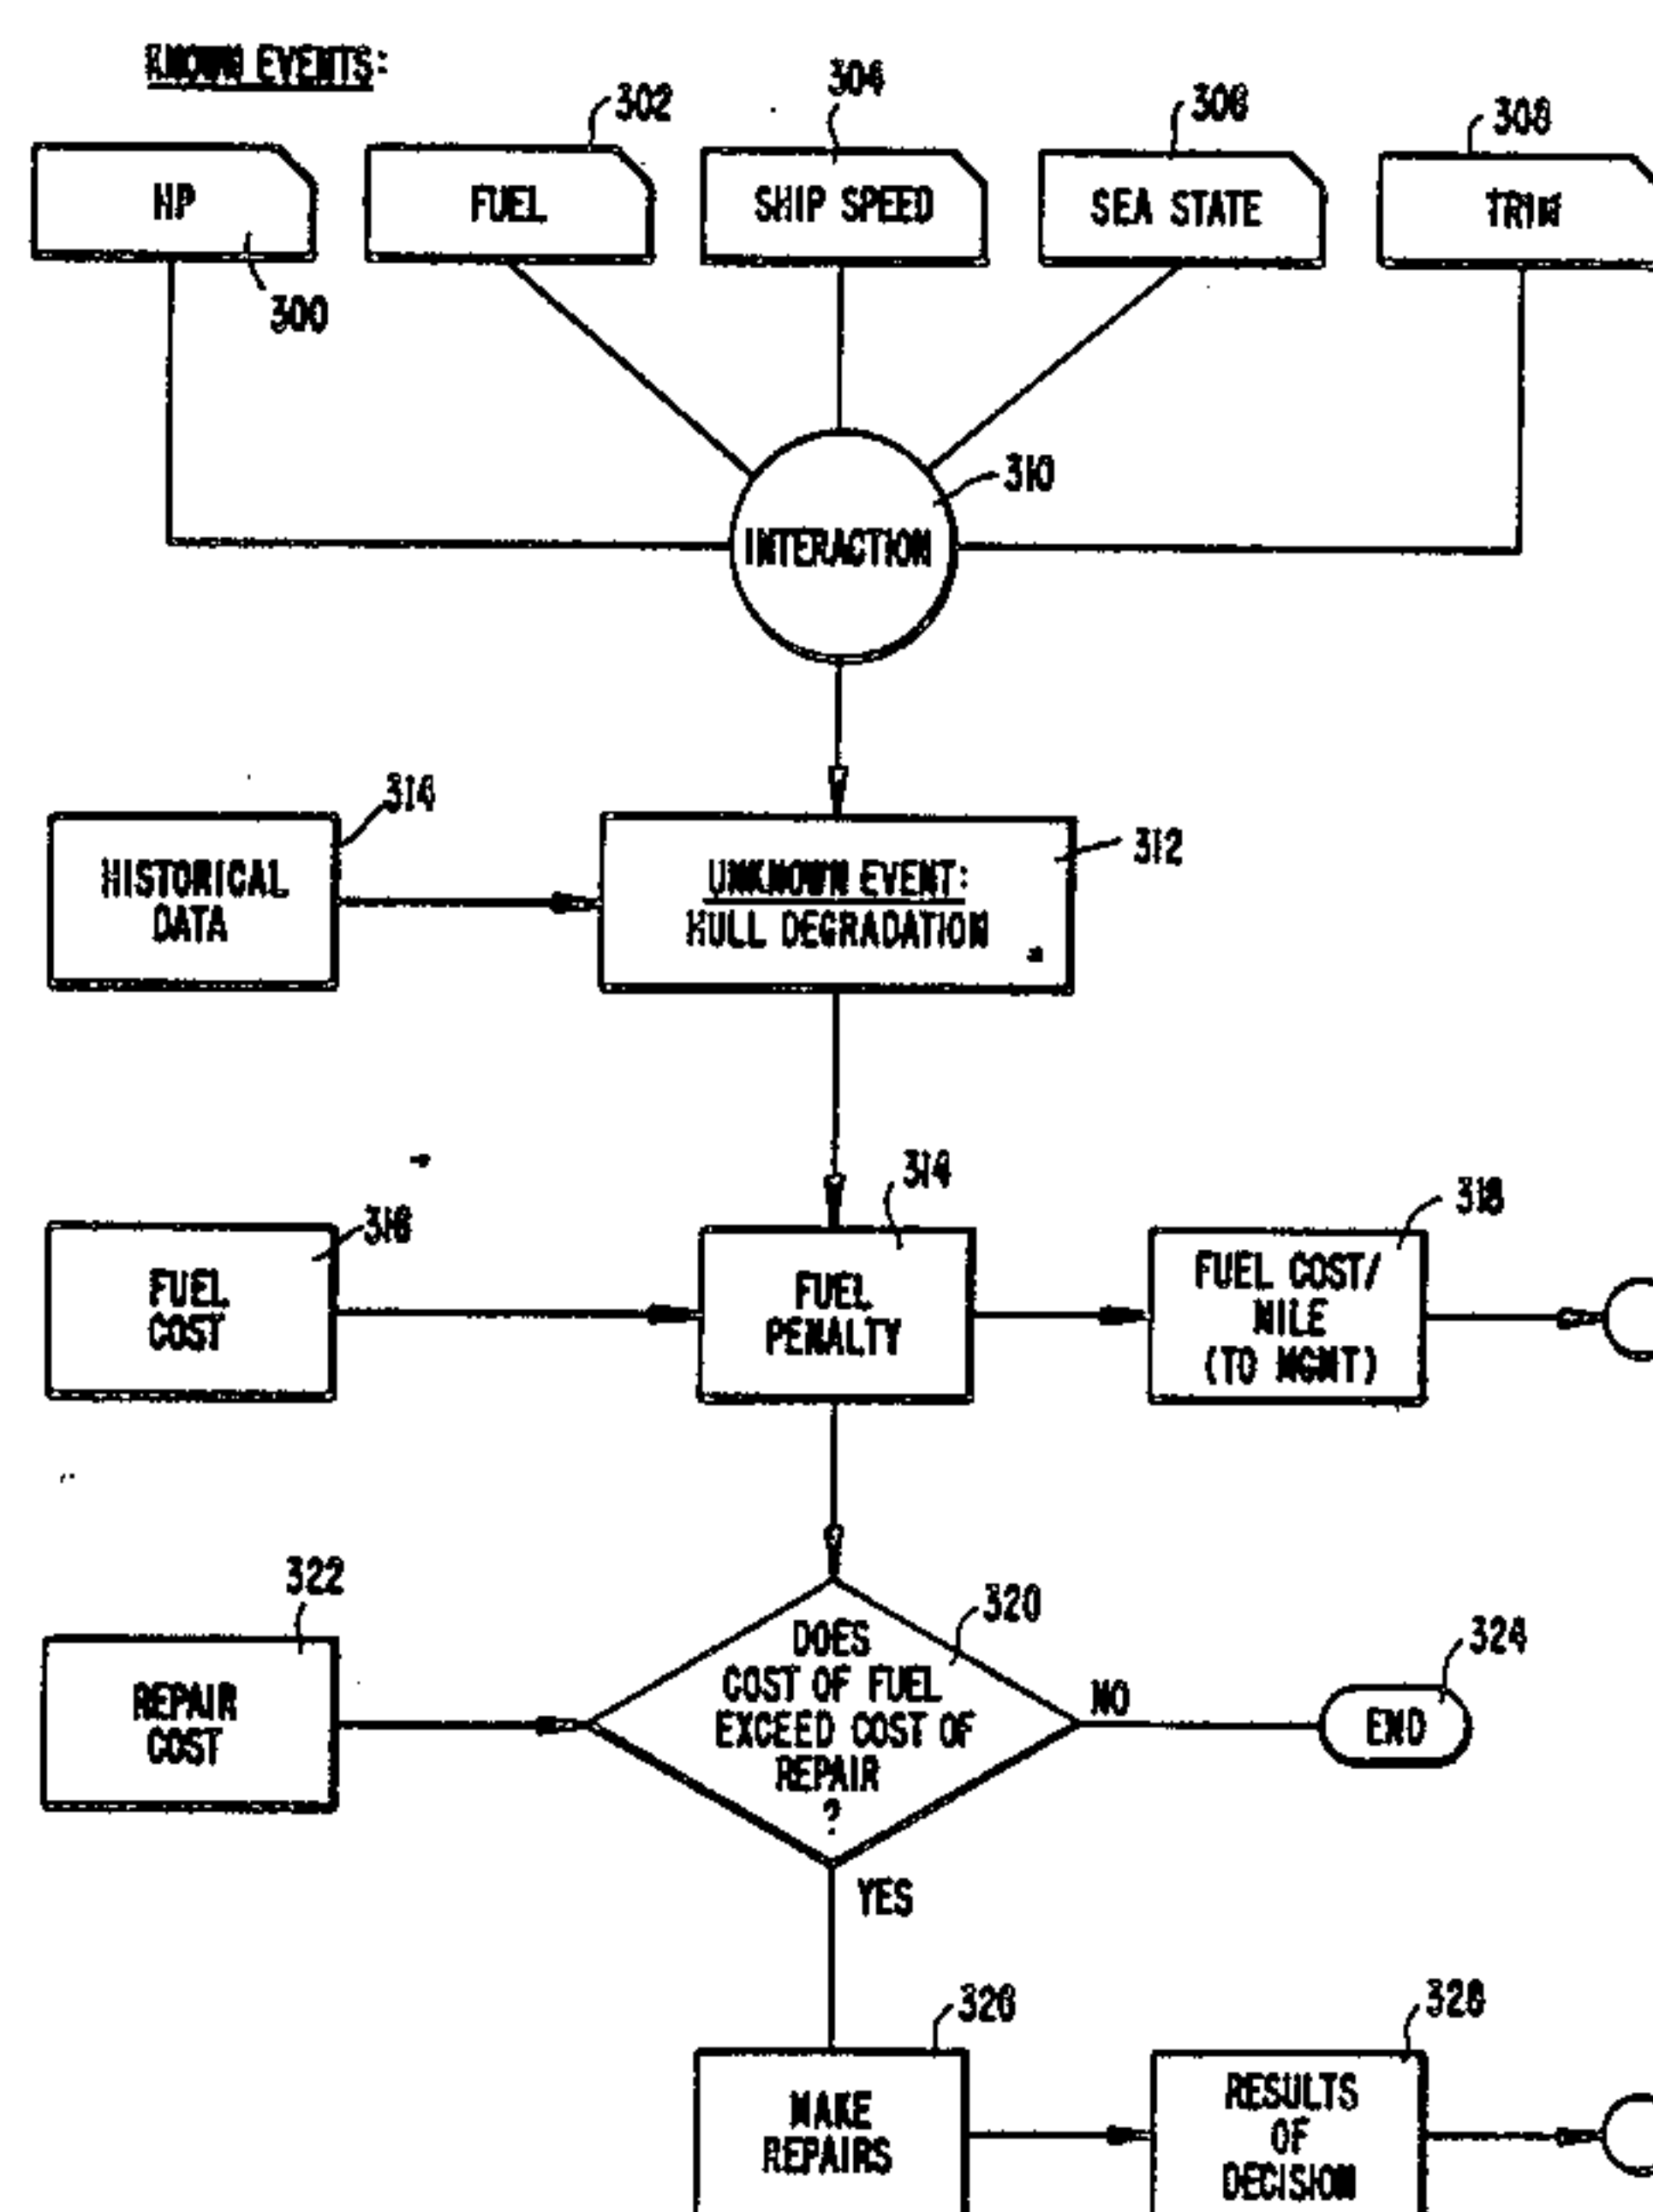 KNOWN EVENTS:
302
304
306
308
HP
FUEL
SHIP SPEED
SEA STATE
TRIM
300
310
INTERACTION
314
312
HISTORICAL
DATA
UNKNOWN EVENT:
HULL DEGRADATION
314
316
318
FUEL
COST
FUEL
PENALTY
FUEL COST/
MILE
(TO MGMT)
322
320
324
REPAIR
COST
DOES
COST OF FUEL
EXCEED COST OF
REPAIR
?
NO
END
YES
326
328
MAKE
REPAIRS
RESULTS
OF
DECISION